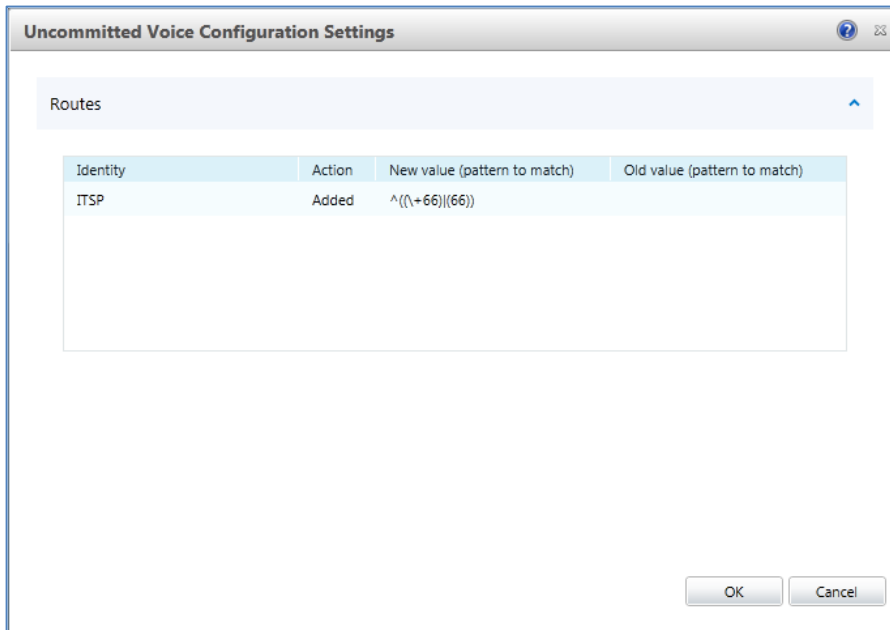 Uncommitted Voice Configuration Settings
Routes
Identity Action New value (pattern to match) Old value (pattern to match)
ITSP Added ^((\+66)|(66))
OK Cancel